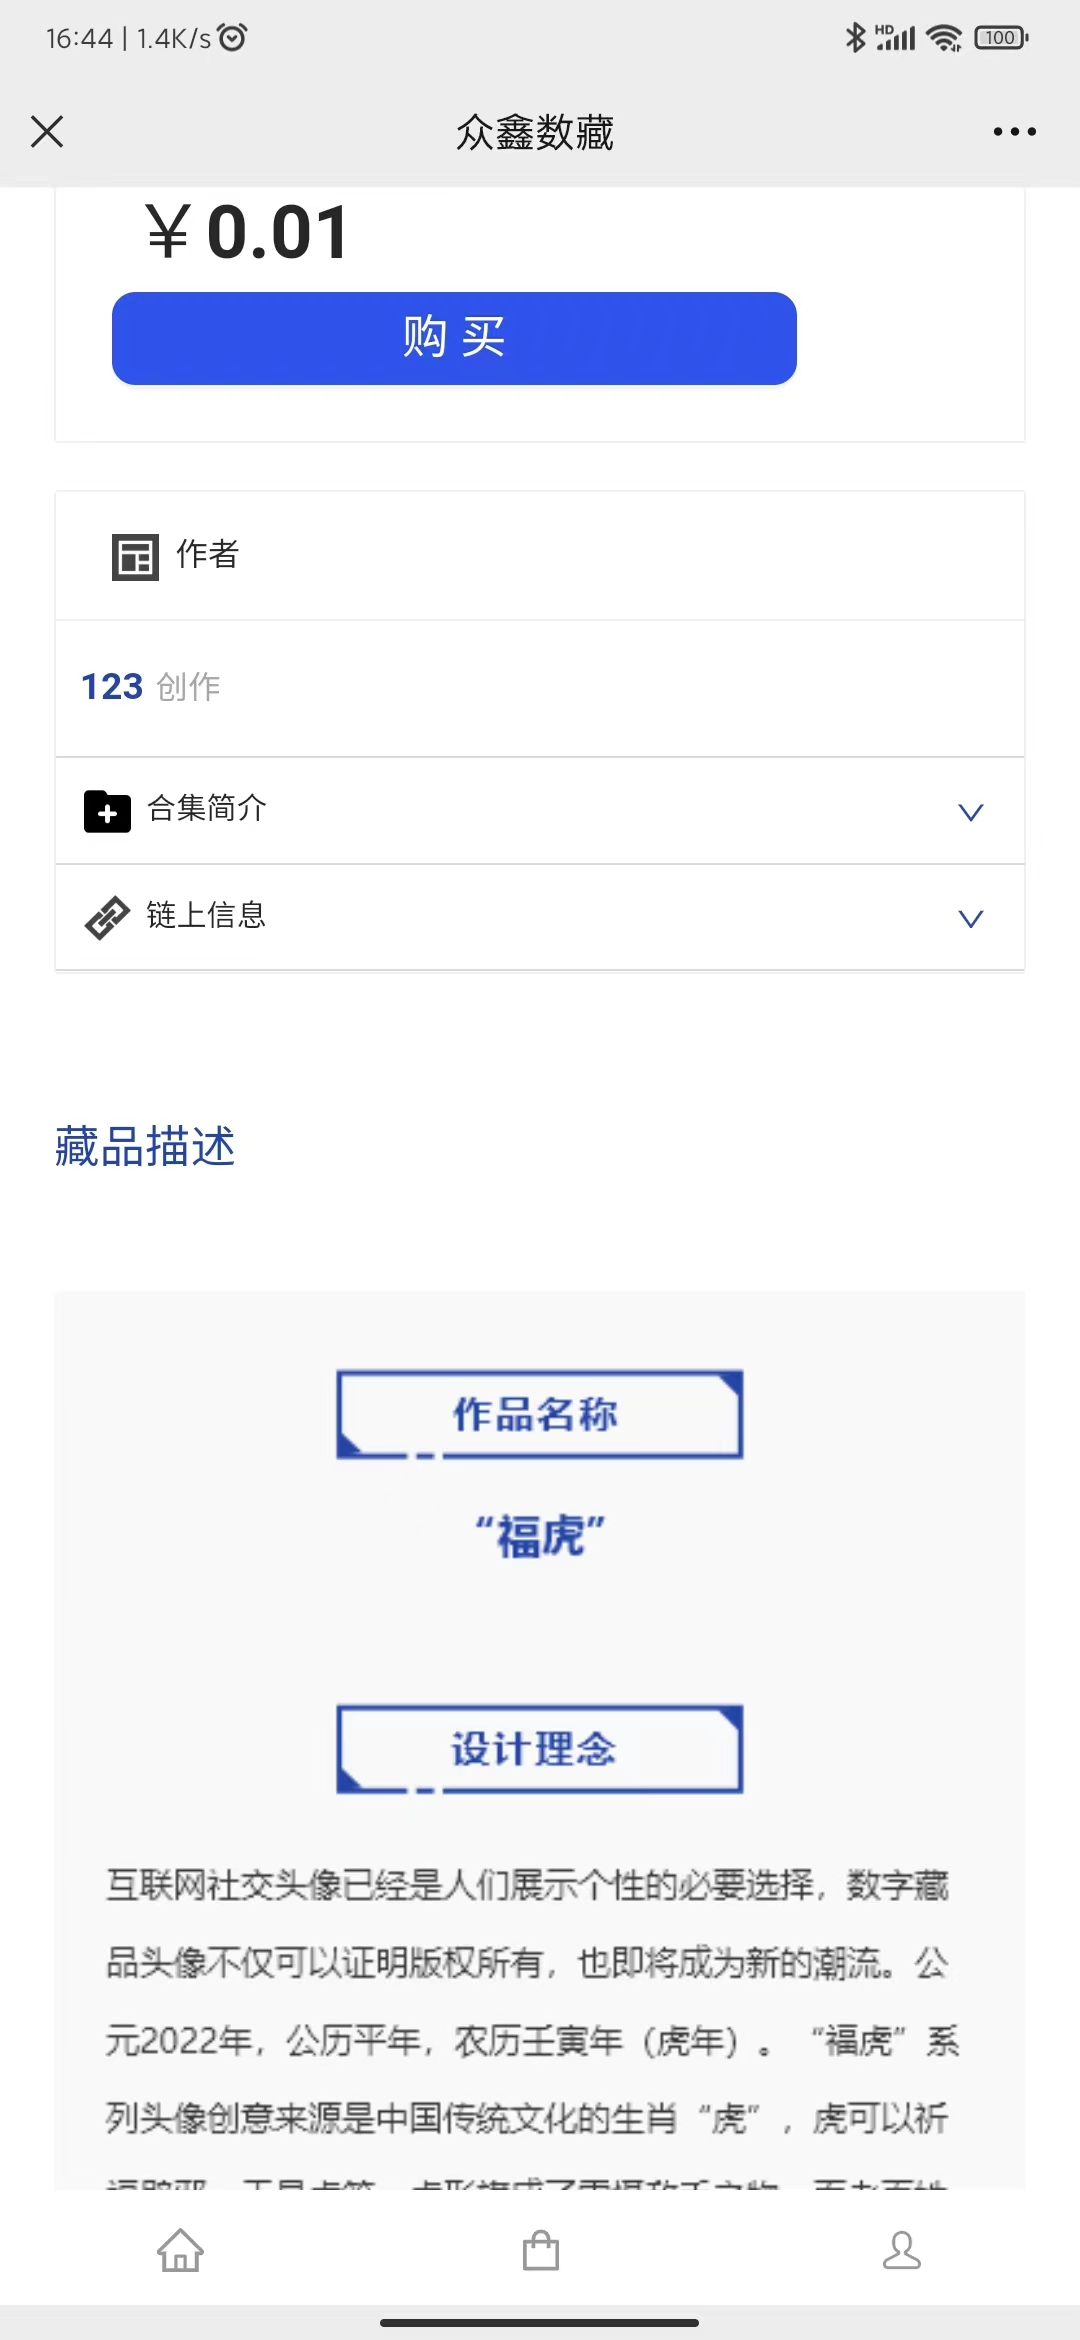 16:44 | 1.4K/s
HD
100
众鑫数藏
￥0.01
购 买
作者
123 创作
合集简介
链上信息
藏品描述
作品名称
“福虎”
设计理念
互联网社交头像已经是人们展示个性的必要选择，数字藏
品头像不仅可以证明版权所有，也即将成为新的潮流。公
元2022年，公历平年，农历壬寅年（虎年）。 “福虎” 系
列头像创意来源是中国传统文化的生肖 “虎” ，虎可以祈